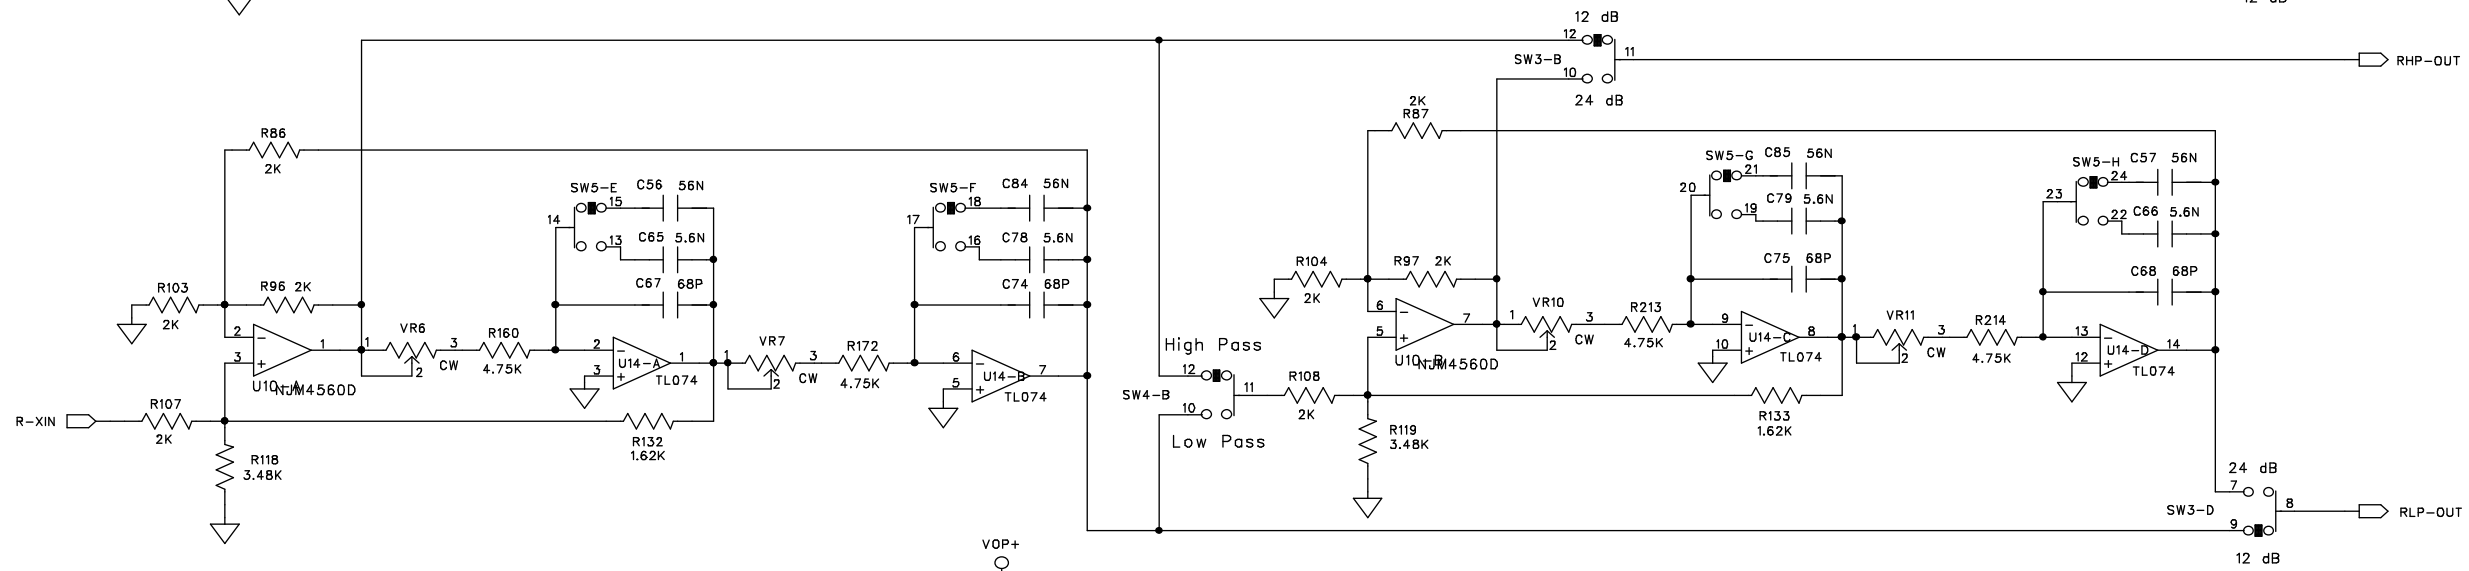 12 dB
12 dB
12
11
SW3-B
10
24 dB
RHP-OUT
2K
R87
R86
2K
SW5-E
15
C56 56N
14
13
C65 5.6N
C67 68P
SW5-F
18
C84 56N
17
16
C78 5.6N
C74 68P
SW5-G
21
C85 56N
20
19
C79 5.6N
C75 68P
SW5-H
24
C57 56N
23
22
C66 5.6N
C68 68P
R103
2K
R96 2K
2
3
1
U10-A
NJM4560D
1
VR6
3
2
CW
R160
4.75K
2
3
1
U14-A
TL074
1
VR7
3
2
CW
R172
4.75K
6
5
7
U14-B
TL074
R-XIN
R107
2K
R118
3.48K
R132
1.62K
High Pass
12
11
SW4-B
10
Low Pass
R108
2K
R104
2K
R97 2K
6
5
7
U10-B
NJM4560D
1
VR10
3
2
CW
R213
4.75K
9
10
8
U14-C
TL074
1
VR11
3
2
CW
R214
4.75K
13
12
14
U14-D
TL074
R119
3.48K
R133
1.62K
24 dB
7
8
SW3-D
9
12 dB
RLP-OUT
VOP+